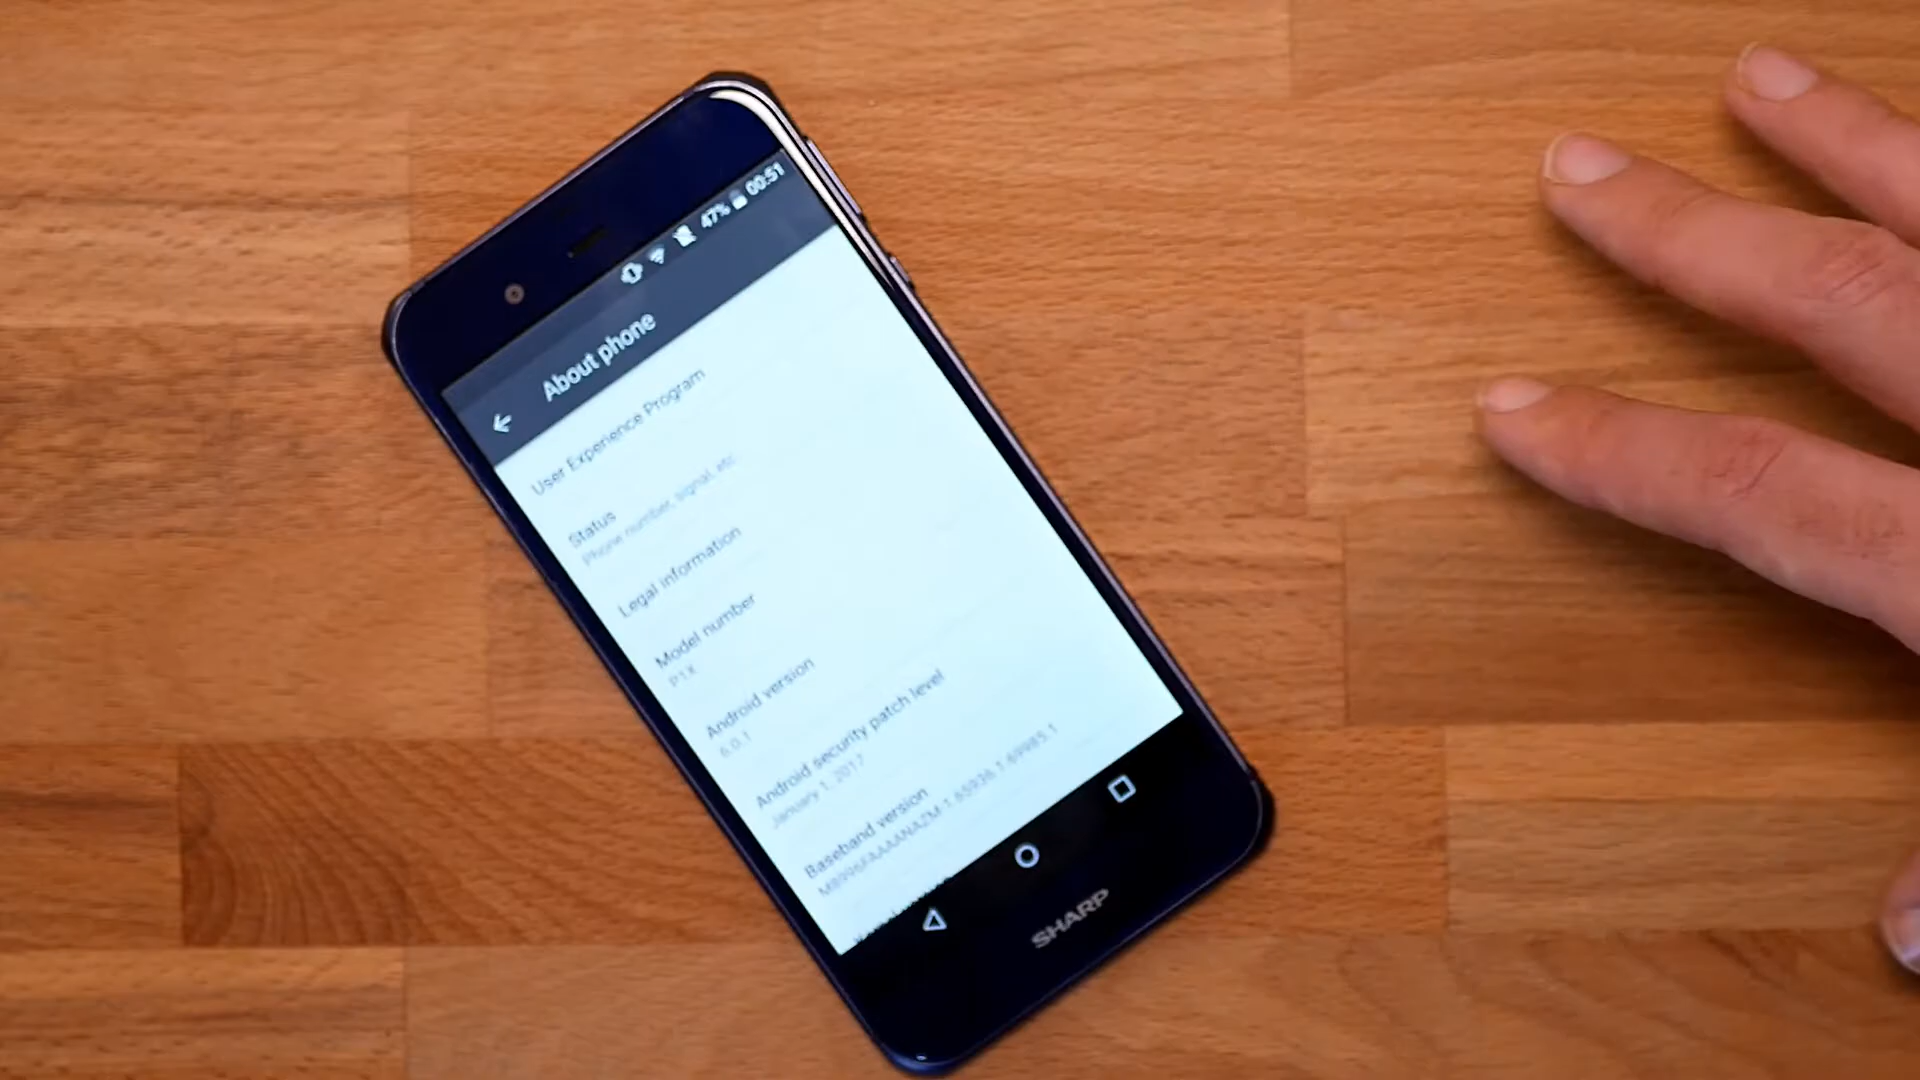 47% 00:51
About phone
User Experience Program
Status
Phone number, signal, etc.
Legal information
Model number
P1X
Android version
6.0.1
Android security patch level
January 1, 2017
Baseband version
SHARP